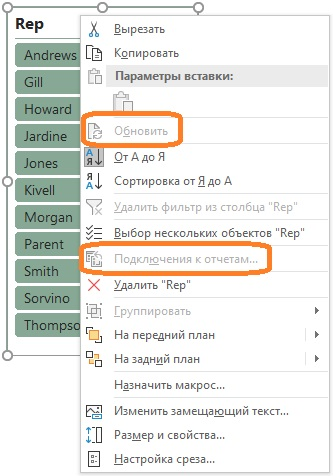 Rep
Andrews
Gill
Howard
Jardine
Jones
Kivell
Morgan
Parent
Smith
Sorvino
Thompso
Вырезать
Копировать
Параметры вставки:
Обновить
От А до Я
Сортировка от Я до А
Удалить фильтр из столбца "Rep"
Выбор нескольких объектов "Rep"
Подключения к отчетам...
Удалить "Rep"
Группировать
На передний план
На задний план
Назначить макрос...
Изменить замещающий текст...
Размер и свойства...
Настройка среза...